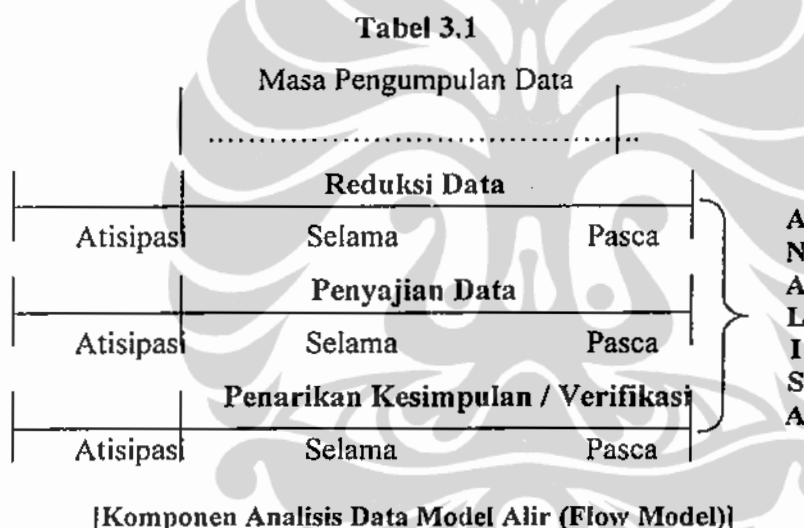 Tabel 3.1
Masa Pengumpulan Data
Reduksi Data
Atisipasi Selama Pasca
Penyajian Data
Atisipasi Selama Pasca
Penarikan Kesimpulan / Verifikasi
Atisipasi Selama Pasca
A
N
A
L
I
S
A
[Komponen Analisis Data Model Alir (Flow Model)]